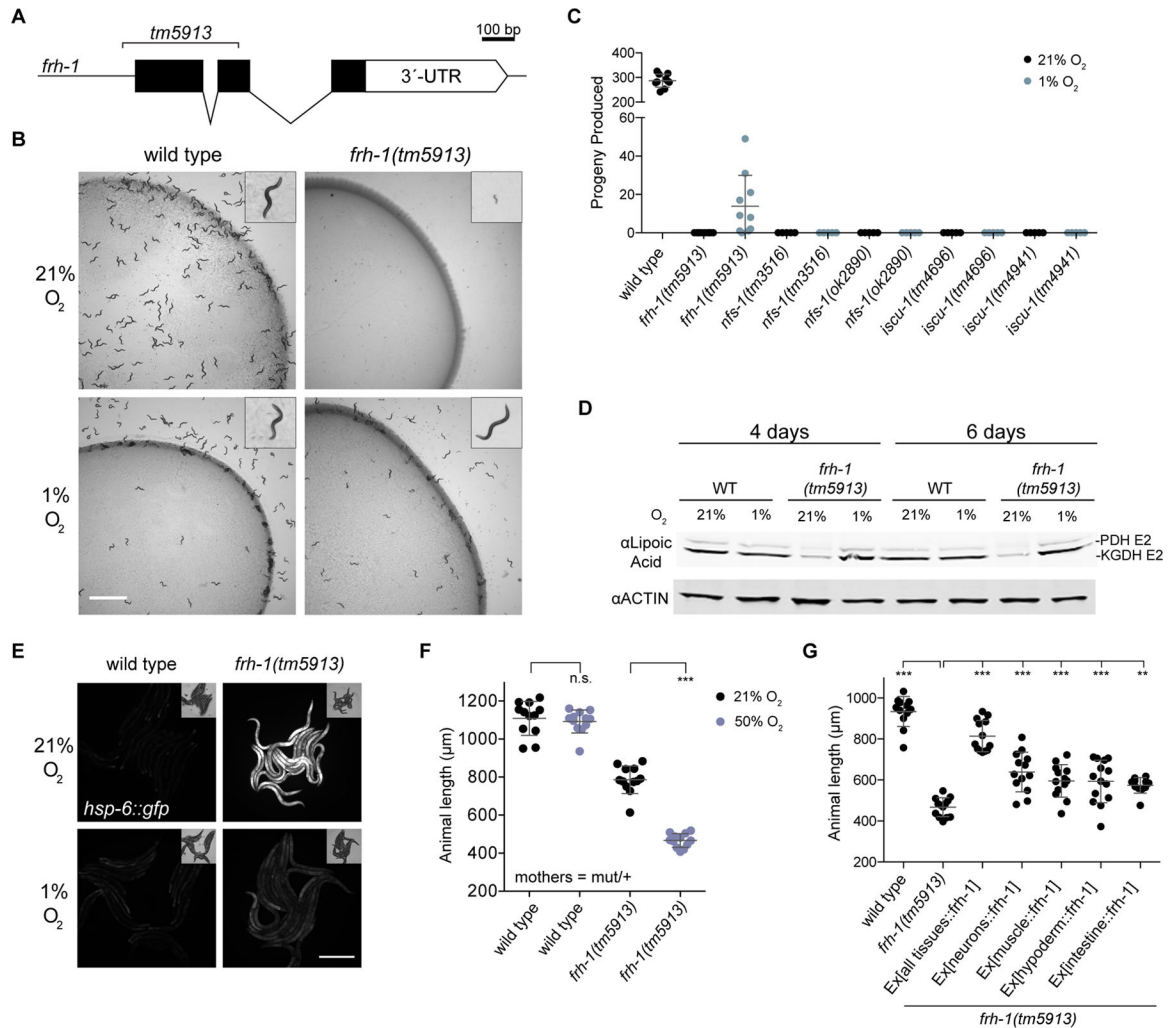 A
tm5913
100 bp
frh-1
3´-UTR
B
wild type
frh-1(tm5913)
21%
O2
1%
O2
C
Progeny Produced
400
300
200
60
40
20
0
21% O2
1% O2
wild type
frh-1(tm5913)
frh-1(tm5913)
nfs-1(tm3516)
nfs-1(tm3516)
nfs-1(ok2890)
nfs-1(ok2890)
iscu-1(tm4696)
iscu-1(tm4696)
iscu-1(tm4941)
iscu-1(tm4941)
D
4 days
6 days
WT
frh-1
(tm5913)
WT
frh-1
(tm5913)
O2 21% 1% 21% 1% 21% 1% 21% 1%
αLipoic
Acid
-PDH E2
-KGDH E2
αACTIN
E
wild type
frh-1(tm5913)
21%
O2
hsp-6::gfp
1%
O2
F
Animal length (µm)
1200
1000
800
600
400
200
n.s.
***
21% O2
50% O2
mothers = mut/+
wild type
wild type
frh-1(tm5913)
frh-1(tm5913)
G
Animal length (µm)
1000
800
600
400
200
*** *** *** *** *** **
wild type
frh-1(tm5913)
Ex[all tissues::frh-1]
Ex[neurons::frh-1]
Ex[muscle::frh-1]
Ex[hypoderm::frh-1]
Ex[intestine::frh-1]
frh-1(tm5913)